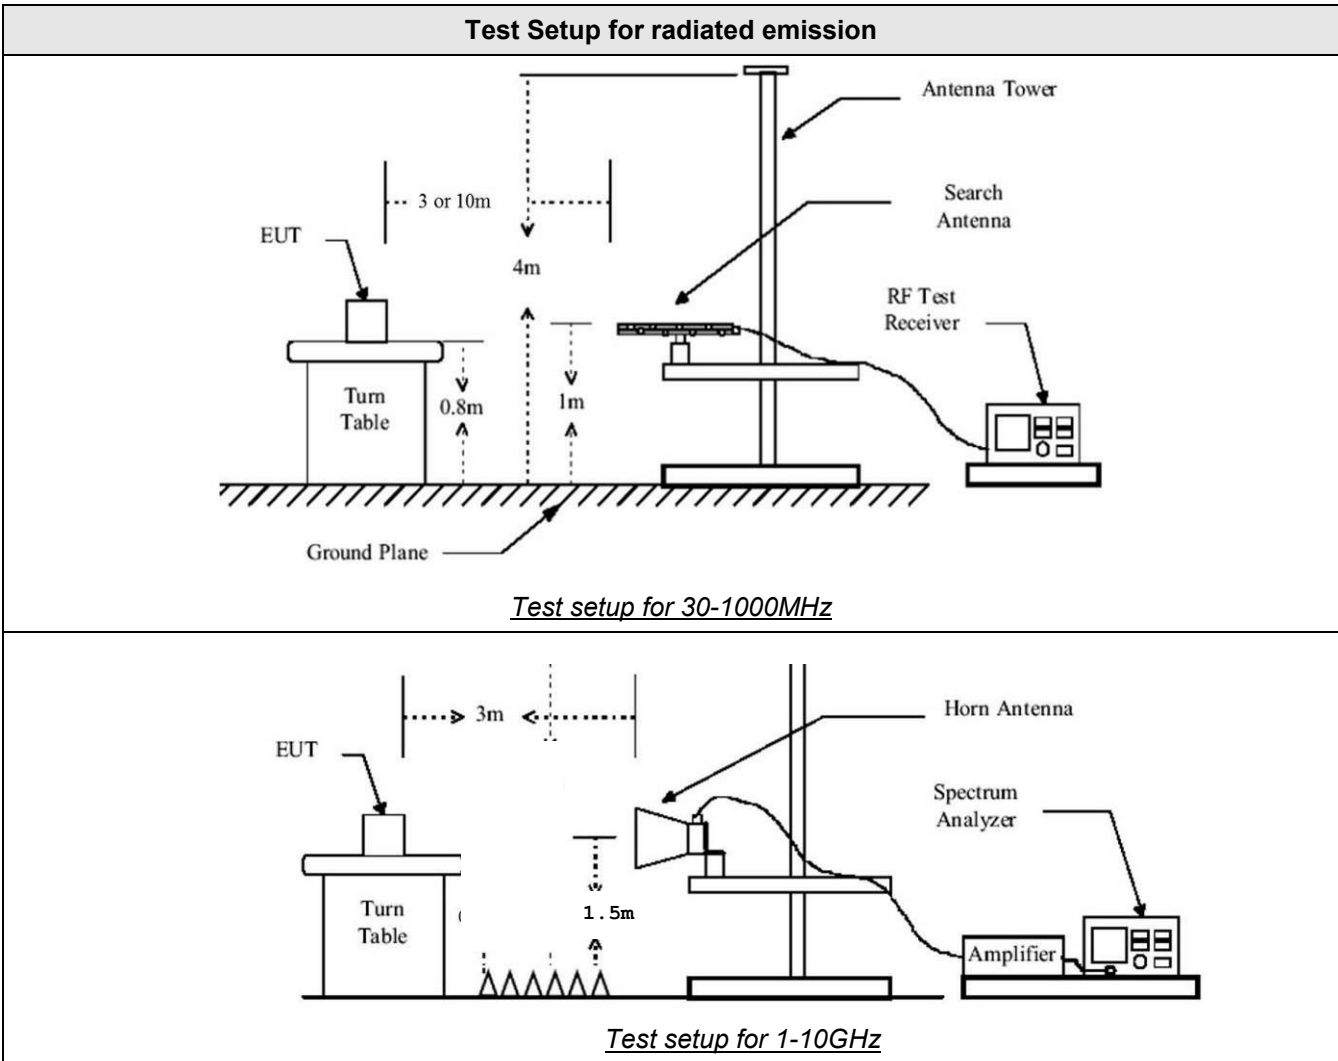 Test Setup for radiated emission
Antenna Tower
3 or 10m
Search
Antenna
EUT
4m
RF Test
Receiver
Turn
Table
0.8m
1m
Ground Plane
Test setup for 30-1000MHz
3m
Horn Antenna
EUT
Spectrum
Analyzer
Turn
Table
1.5m
Amplifier
Test setup for 1-10GHz